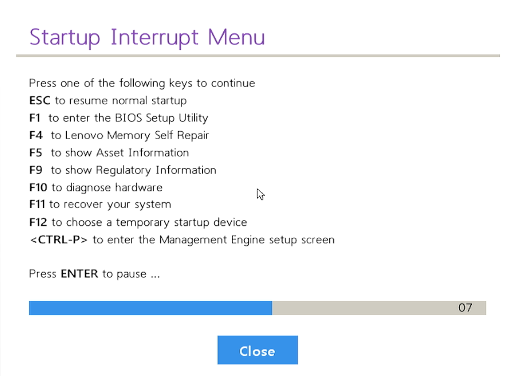 Startup Interrupt Menu
Press one of the following keys to continue
ESC to resume normal startup
F1 to enter the BIOS Setup Utility
F4 to Lenovo Memory Self Repair
F5 to show Asset Information
F9 to show Regulatory Information
F10 to diagnose hardware
F11 to recover your system
F12 to choose a temporary startup device
<CTRL-P> to enter the Management Engine setup screen
Press ENTER to pause ...
07
Close